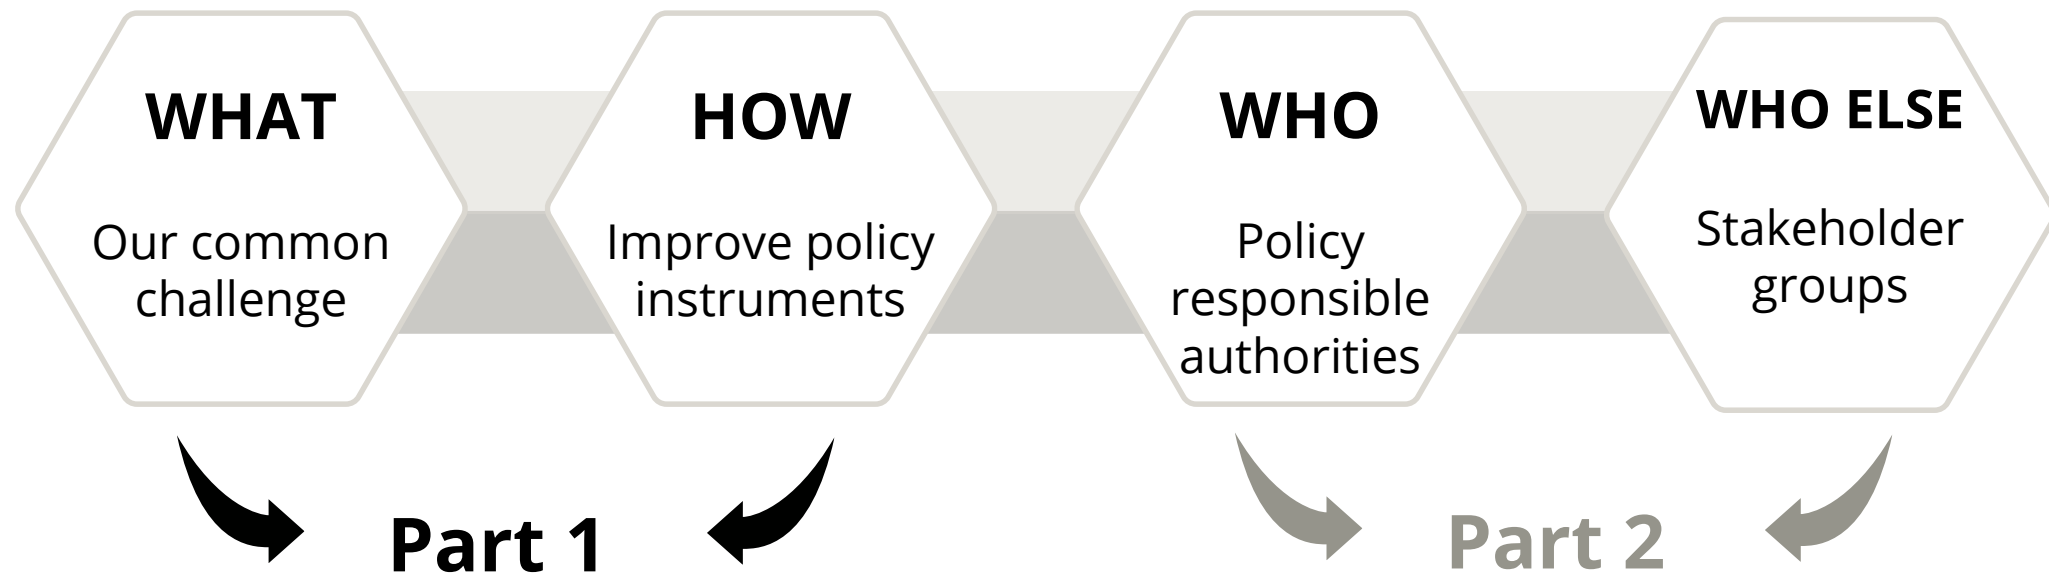 WHAT
Our common
challenge
HOW
Improve policy
instruments
WHO
Policy
responsible
authorities
WHO ELSE
Stakeholder
groups
Part 1
Part 2